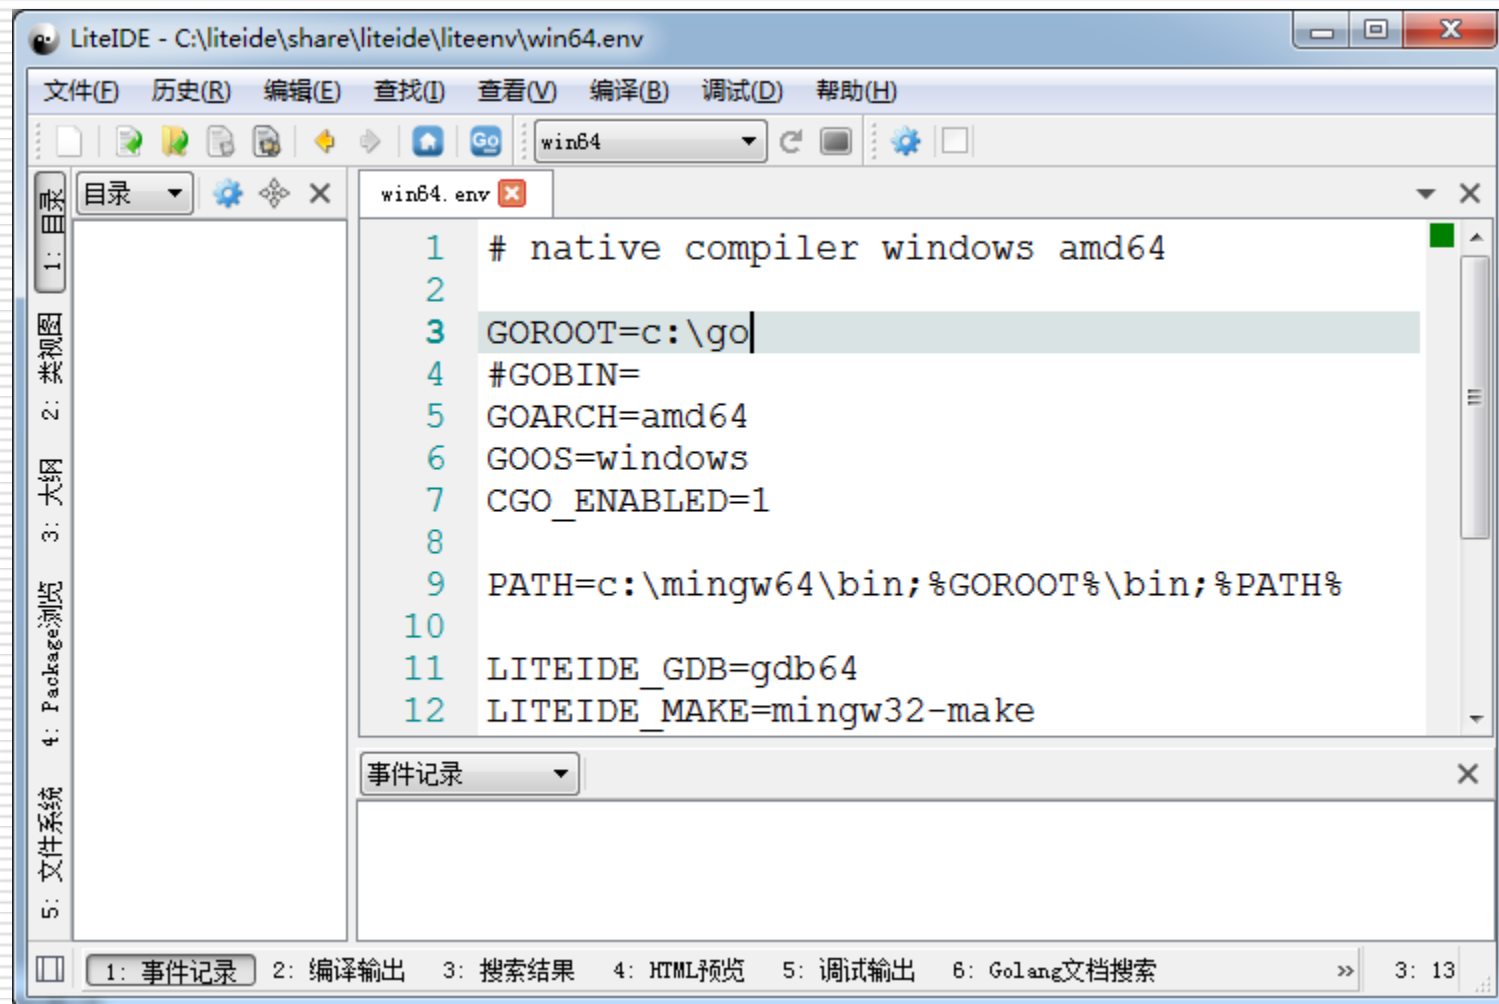 LiteIDE - C:\liteide\share\liteide\liteenv\win64.env
文件(F) 历史(R) 编辑(E) 查找(I) 查看(V) 编译(B) 调试(D) 帮助(H)
Go win64
1: 目录
2: 类视图
3: 大纲
4: Package浏览
5: 文件系统
目录
win64.env
1 # native compiler windows amd64
2
3 GOROOT=c:\go
4 #GOBIN=
5 GOARCH=amd64
6 GOOS=windows
7 CGO_ENABLED=1
8
9 PATH=c:\mingw64\bin;%GOROOT%\bin;%PATH%
10
11 LITEIDE_GDB=gdb64
12 LITEIDE_MAKE=mingw32-make
事件记录
1: 事件记录 2: 编译输出 3: 搜索结果 4: HTML预览 5: 调试输出 6: Golang文档搜索 » 3: 13